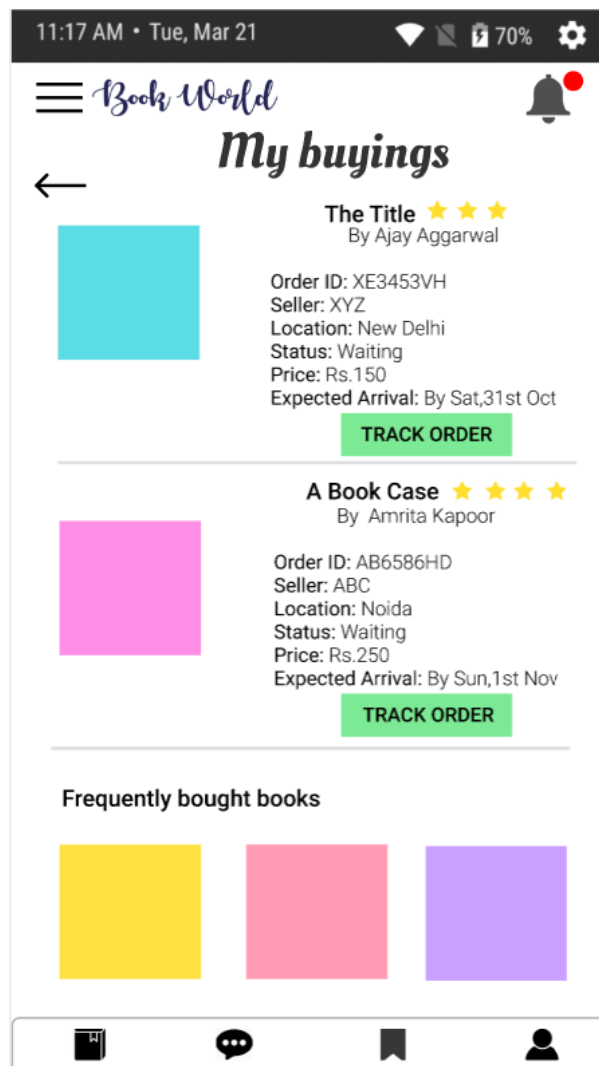 11:17 AM • Tue, Mar 21 70%
Book World
My buyings
The Title
By Ajay Aggarwal
Order ID: XE3453VH
Seller: XYZ
Location: New Delhi
Status: Waiting
Price: Rs.150
Expected Arrival: By Sat,31st Oct
TRACK ORDER
A Book Case
By Amrita Kapoor
Order ID: AB6586HD
Seller: ABC
Location: Noida
Status: Waiting
Price: Rs.250
Expected Arrival: By Sun,1st Nov
TRACK ORDER
Frequently bought books